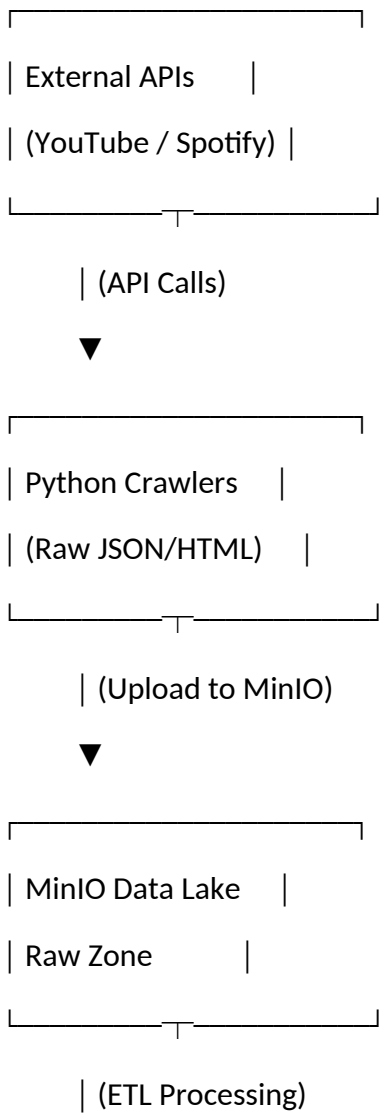 ┌─────────────────────┐
│ External APIs       │
│ (YouTube / Spotify) │
└─────────┬───────────┘
│ (API Calls)
▼
┌─────────────────────┐
│ Python Crawlers     │
│ (Raw JSON/HTML)     │
└─────────┬───────────┘
│ (Upload to MinIO)
▼
┌─────────────────────┐
│ MinIO Data Lake     │
│ Raw Zone            │
└─────────┬───────────┘
│ (ETL Processing)